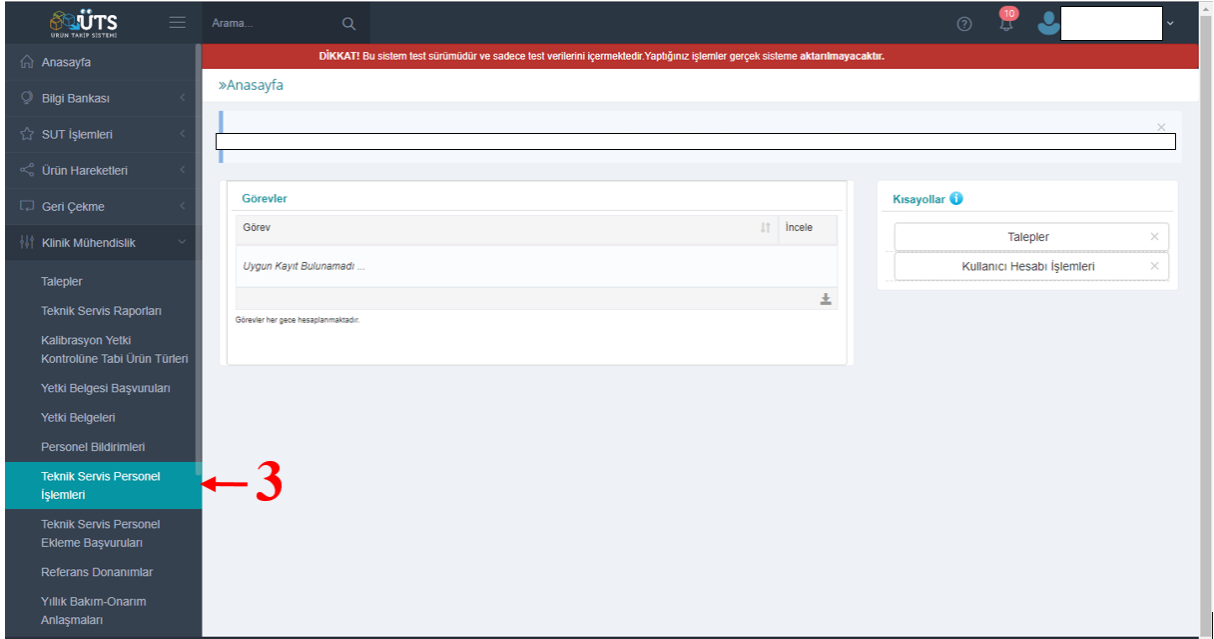 ÜTS
ÜRÜN TAKİP SİSTEMİ
Arama...
10
Anasayfa
Bilgi Bankası
SUT İşlemleri
Ürün Hareketleri
Geri Çekme
Klinik Mühendislik
Talepler
Teknik Servis Raporları
Kalibrasyon Yetki
Kontrolüne Tabi Ürün Türleri
Yetki Belgesi Başvuruları
Yetki Belgeleri
Personel Bildirimleri
Teknik Servis Personel
İşlemleri
Teknik Servis Personel
Ekleme Başvuruları
Referans Donanımlar
Yıllık Bakım-Onarım
Anlaşmaları
DİKKAT! Bu sistem test sürümüdür ve sadece test verilerini içermektedir.Yaptığınız işlemler gerçek sisteme aktarılmayacaktır.
»Anasayfa
Görevler
Görev İncele
Uygun Kayıt Bulunamadı ...
Görevler her gece hesaplanmaktadır.
Kısayollar
Talepler
Kullanıcı Hesabı İşlemleri
3